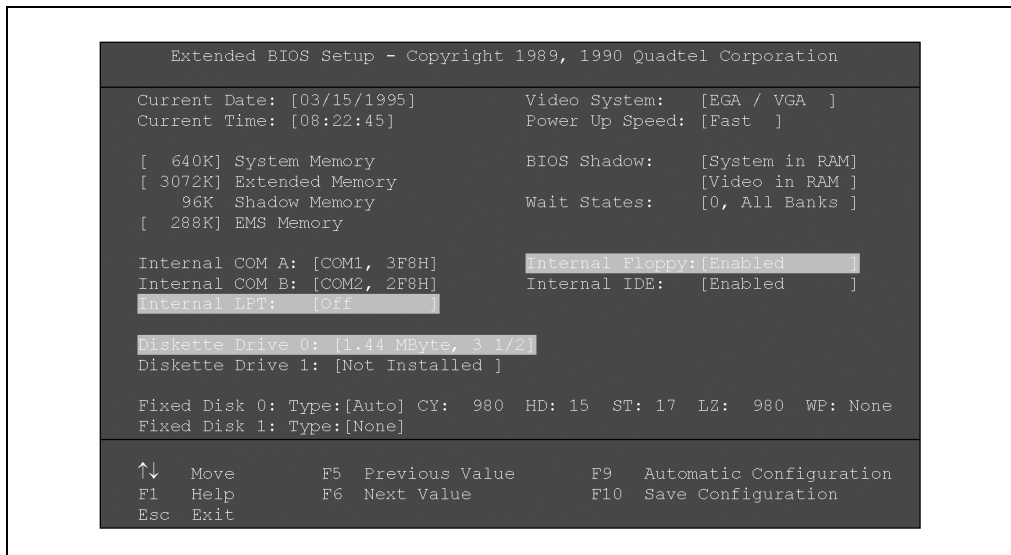 Extended BIOS Setup - Copyright 1989, 1990 Quadtel Corporation
Current Date: [03/15/1995] Video System: [EGA / VGA ]
Current Time: [08:22:45] Power Up Speed: [Fast ]
[ 640K] System Memory BIOS Shadow: [System in RAM]
[ 3072K] Extended Memory [Video in RAM ]
96K Shadow Memory Wait States: [0, All Banks ]
[ 288K] EMS Memory
Internal COM A: [COM1, 3F8H] Internal Floppy:[Enabled ]
Internal COM B: [COM2, 2F8H] Internal IDE: [Enabled ]
Internal LPT: [Off ]
Diskette Drive 0: [1.44 MByte, 3 1/2]
Diskette Drive 1: [Not Installed ]
Fixed Disk 0: Type:[Auto] CY: 980 HD: 15 ST: 17 LZ: 980 WP: None
Fixed Disk 1: Type:[None]
↑↓ Move F5 Previous Value F9 Automatic Configuration
F1 Help F6 Next Value F10 Save Configuration
Esc Exit